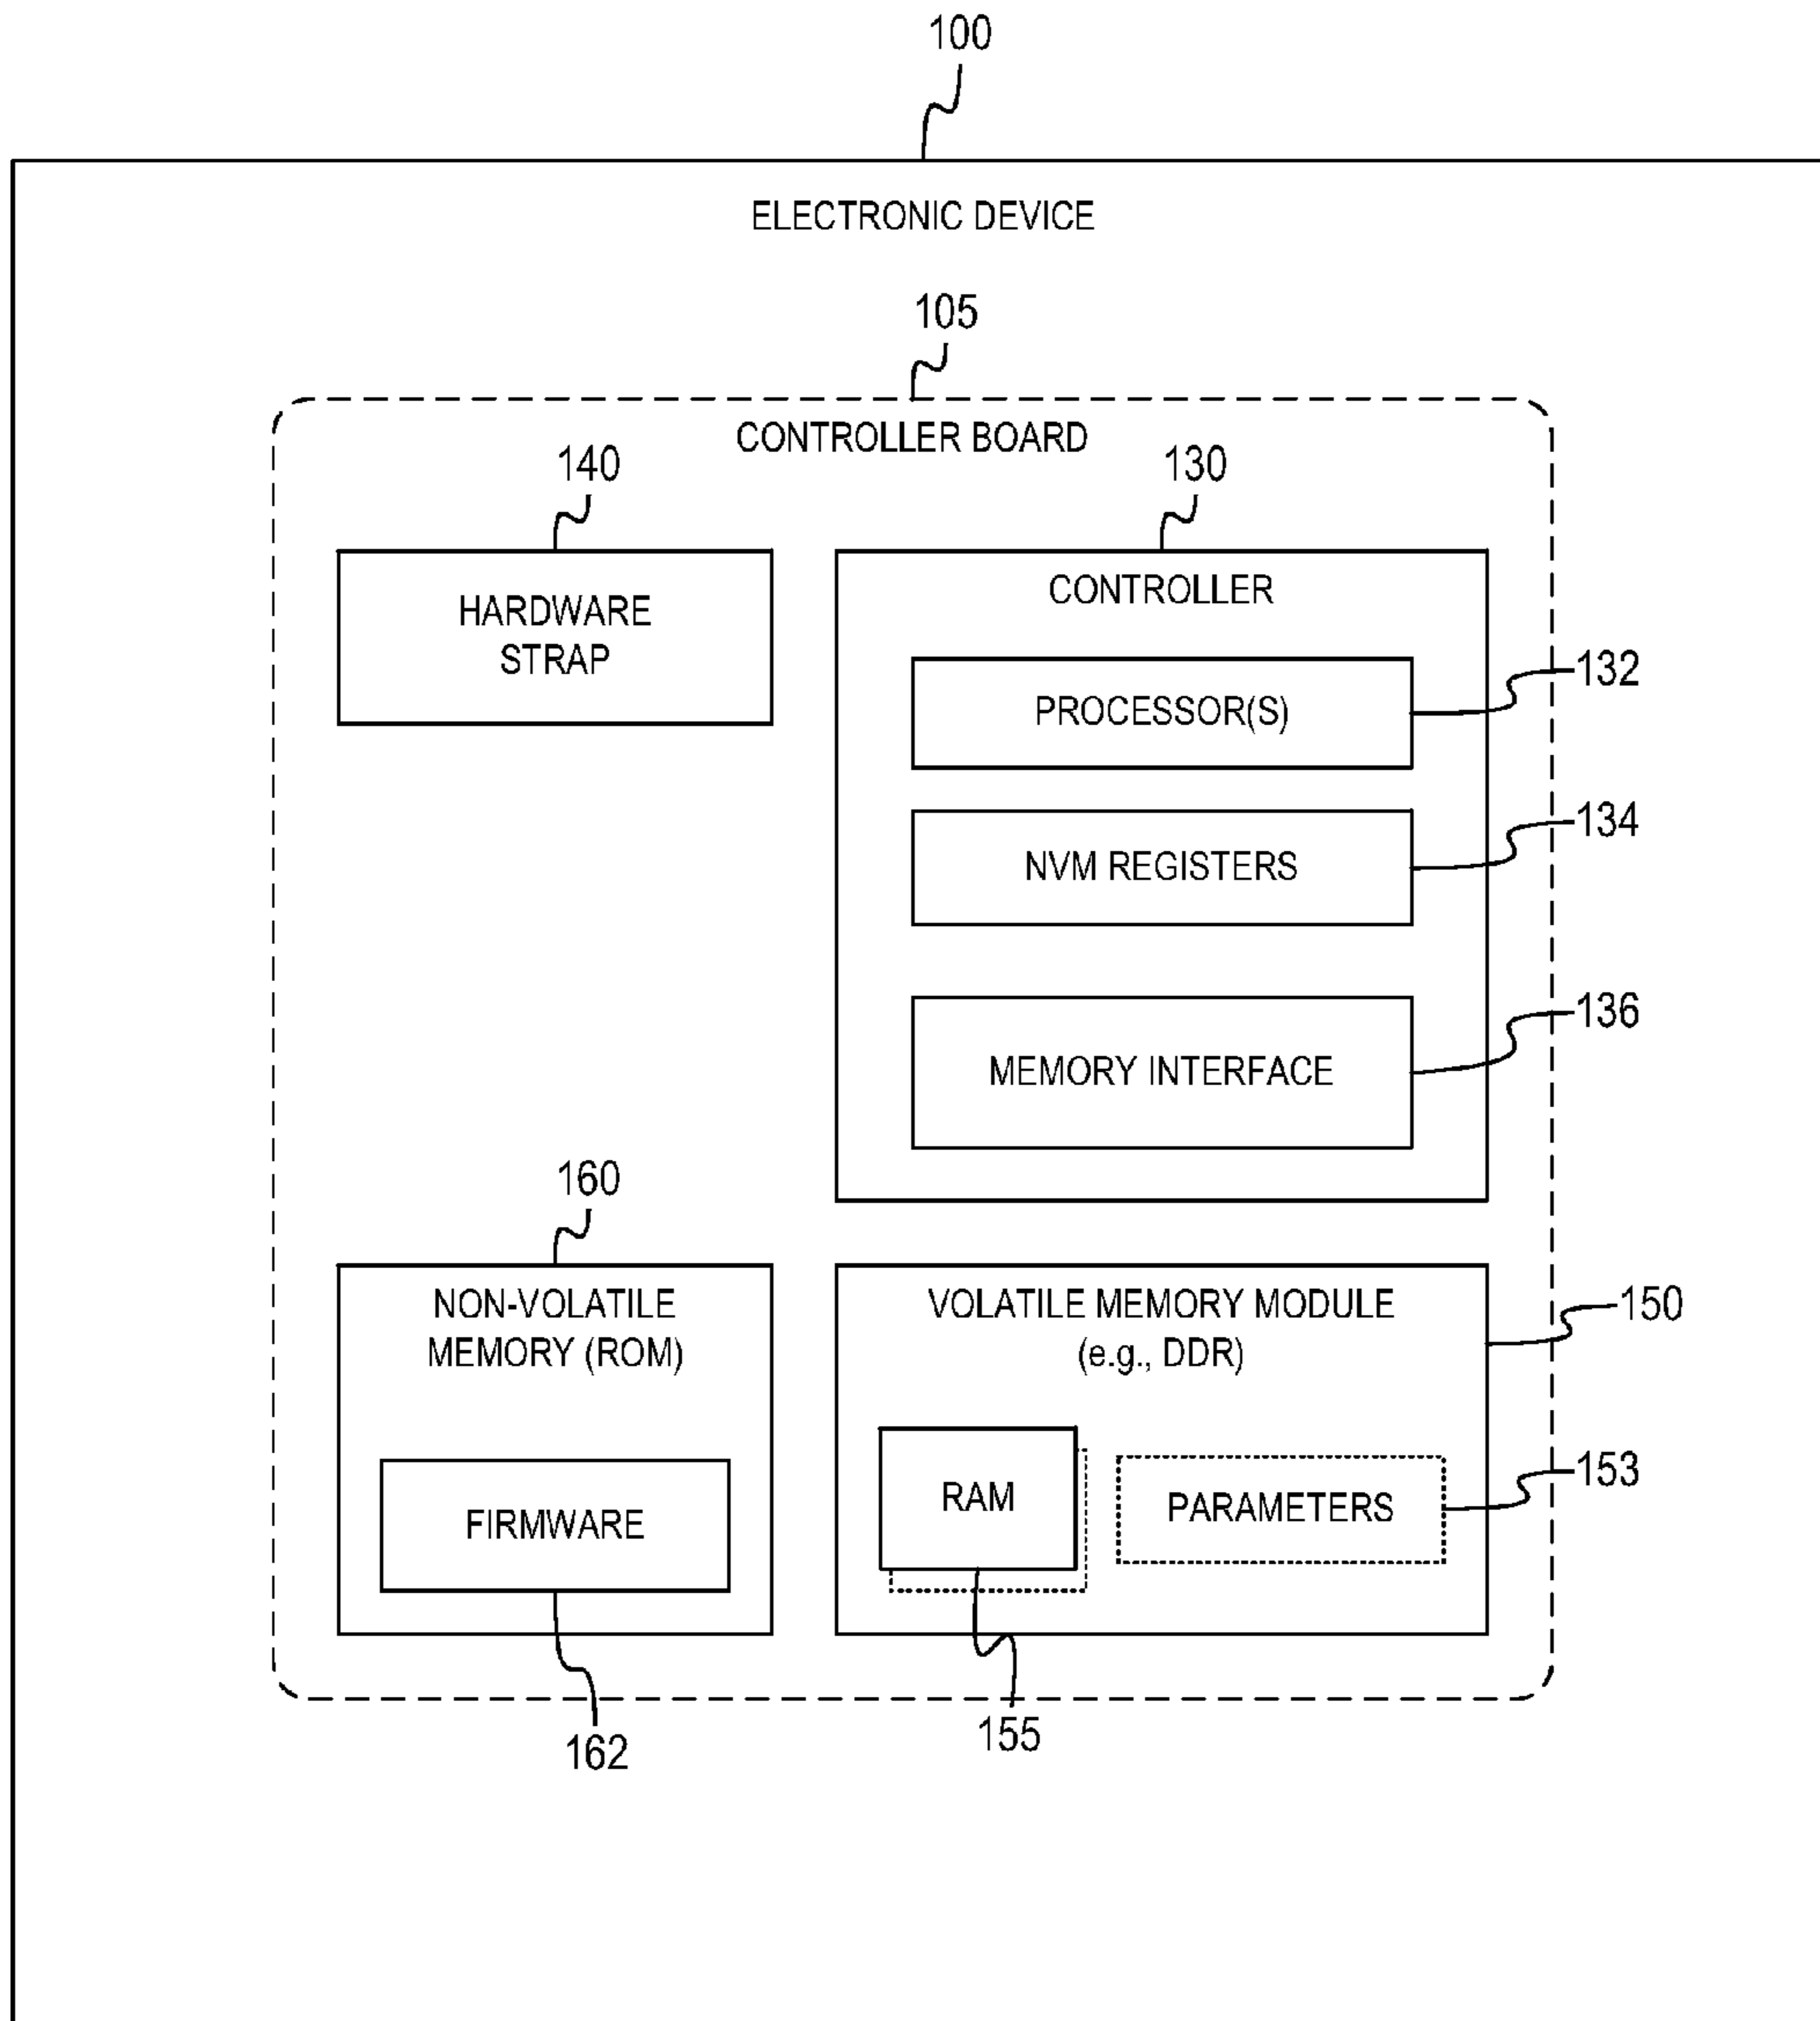 100
ELECTRONIC DEVICE
105
CONTROLLER BOARD
140
130
HARDWARE
STRAP
CONTROLLER
PROCESSOR(S)
132
NVM REGISTERS
134
MEMORY INTERFACE
136
160
NON-VOLATILE
MEMORY (ROM)
FIRMWARE
162
VOLATILE MEMORY MODULE
(e.g., DDR)
150
RAM
PARAMETERS
153
155